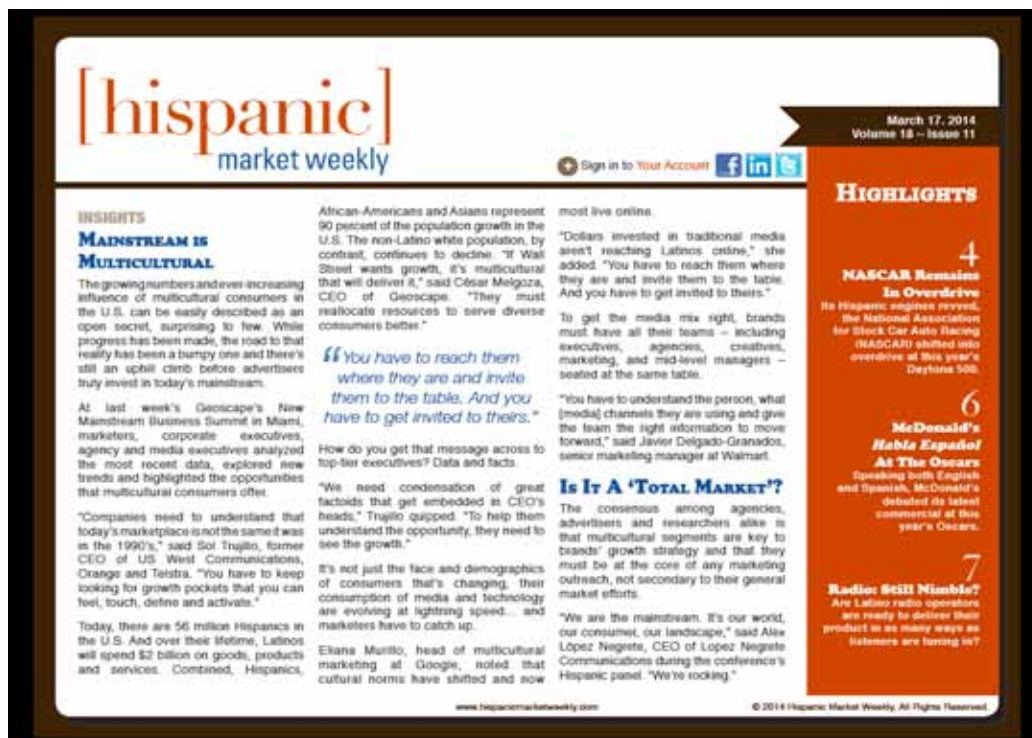 [hispanic]
market weekly
March 17, 2014
Volume 18 – Issue 11
Sign in to Your Account
INSIGHTS
MAINSTREAM IS
MULTICULTURAL
The growing numbers and ever-increasing
influence of multicultural consumers in
the U.S. can be easily described as an
open secret, surprising to few. While
progress has been made, the road to that
reality has been a bumpy one and there's
still an uphill climb before advertisers
truly invest in today's mainstream.
At last week's Geoscape's New
Mainstream Business Summit in Miami,
marketers, corporate executives,
agency and media executives analyzed
the most recent data, explored new
trends and highlighted the opportunities
that multicultural consumers offer.
"Companies need to understand that
today's marketplace is not the same it was
in the 1990's," said Sol Trujillo, former
CEO of US West Communications,
Orange and Telstra. "You have to keep
looking for growth pockets that you can
feel, touch, define and activate."
Today, there are 56 million Hispanics in
the U.S. And over their lifetime, Latinos
will spend $2 billion on goods, products
and services. Combined, Hispanics,
African-Americans and Asians represent
90 percent of the population growth in the
U.S. The non-Latino white population, by
contrast, continues to decline. "If Wall
Street wants growth, it's multicultural
that will deliver it," said César Melgoza,
CEO of Geoscape. "They must
reallocate resources to serve diverse
consumers better."
"You have to reach them
where they are and invite
them to the table. And you
have to get invited to theirs."
How do you get that message across to
top-tier executives? Data and facts.
"We need condensation of great
factoids that get embedded in CEO's
heads," Trujillo quipped. "To help them
understand the opportunity, they need to
see the growth."
It's not just the face and demographics
of consumers that's changing, their
consumption of media and technology
are evolving at lightning speed... and
marketers have to catch up.
Eliana Murillo, head of multicultural
marketing at Google, noted that
cultural norms have shifted and now
most live online.
"Dollars invested in traditional media
aren't reaching Latinos online," she
added. "You have to reach them where
they are and invite them to the table.
And you have to get invited to theirs."
To get the media mix right, brands
must have all their teams – including
executives, agencies, creatives,
marketing, and mid-level managers –
seated at the same table.
"You have to understand the person, what
[media] channels they are using and give
the team the right information to move
forward," said Javier Delgado-Granados,
senior marketing manager at Walmart.
IS IT A 'TOTAL MARKET'?
The consensus among agencies,
advertisers and researchers alike is
that multicultural segments are key to
brands' growth strategy and that they
must be at the core of any marketing
outreach, not secondary to their general
market efforts.
"We are the mainstream. It's our world,
our consumer, our landscape," said Alex
López Negrete, CEO of Lopez Negrete
Communications during the conference's
Hispanic panel. "We're rocking."
HIGHLIGHTS
4
NASCAR Remains
In Overdrive
Its Hispanic engines revved,
the National Association
for Stock Car Auto Racing
(NASCAR) shifted into
overdrive at this year's
Daytona 500.
6
McDonald's
Habla Español
At The Oscars
Speaking both English
and Spanish, McDonald's
debuted its latest
commercial at this
year's Oscars.
7
Radio: Still Nimble?
Are Latino radio operators
are ready to deliver their
product in as many ways as
listeners are tuning in?
www.hispanicmarketweekly.com
© 2014 Hispanic Market Weekly, All Rights Reserved.